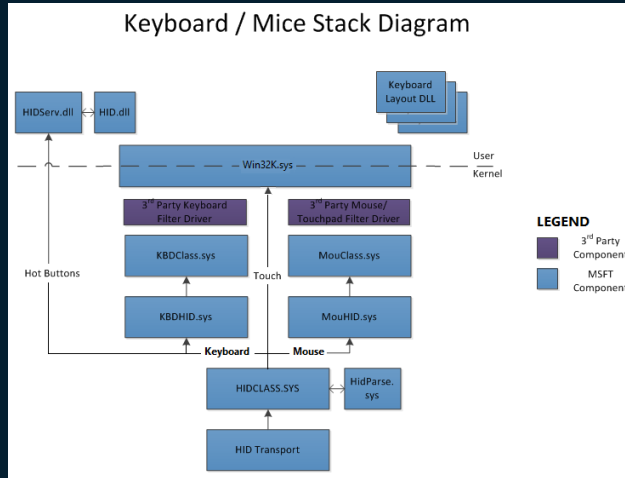 Keyboard / Mice Stack Diagram
HIDServ.dll
HID.dll
Keyboard
Layout DLL
Win32K.sys
User
Kernel
3rd Party Keyboard
Filter Driver
3rd Party Mouse/
Touchpad Filter Driver
LEGEND
3rd Party
Component
MSFT
Component
KBDClass.sys
MouClass.sys
Hot Buttons
Touch
KBDHID.sys
MouHID.sys
Keyboard
Mouse
HIDCLASS.SYS
HidParse.
sys
HID Transport